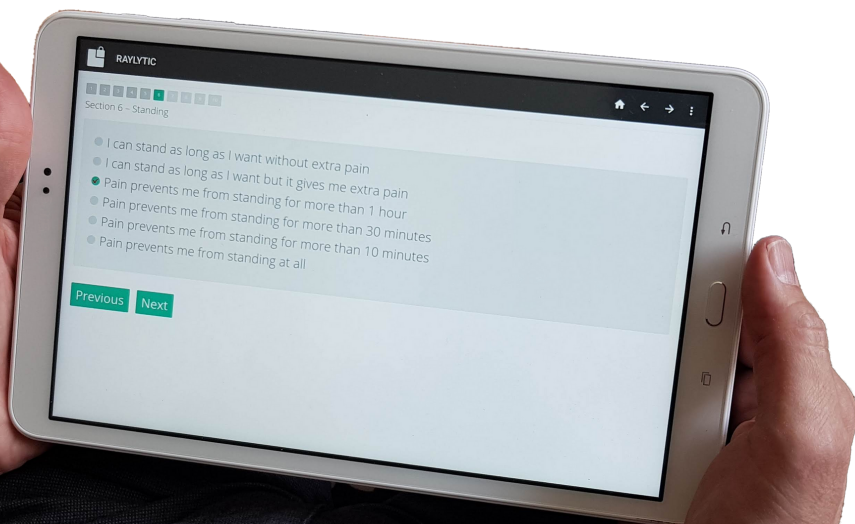 RAYLYTIC
6
Section 6 – Standing
I can stand as long as I want without extra pain
I can stand as long as I want but it gives me extra pain
Pain prevents me from standing for more than 1 hour
Pain prevents me from standing for more than 30 minutes
Pain prevents me from standing for more than 10 minutes
Pain prevents me from standing at all
Previous Next